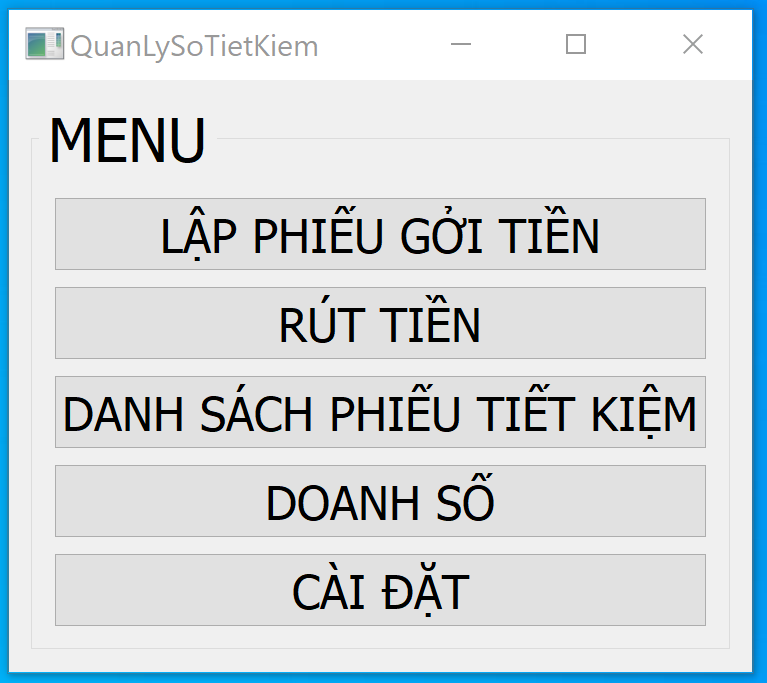 QuanLySoTietKiem
MENU
LẬP PHIẾU GỞI TIỀN
RÚT TIỀN
DANH SÁCH PHIẾU TIẾT KIỆM
DOANH SỐ
CÀI ĐẶT